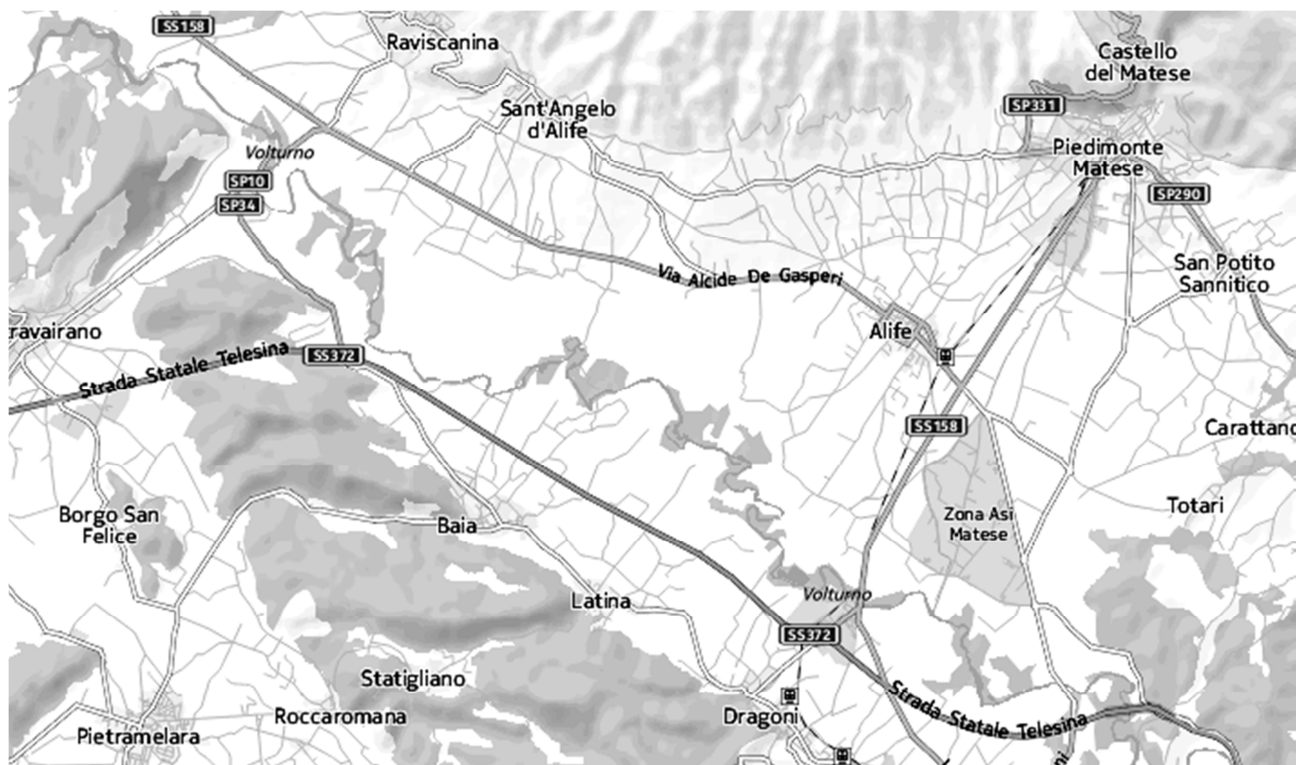 SS158
Raviscanina
Castello
del Matese
Sant'Angelo
d'Alife
SP331
Volturno
Piedimonte
Matese
SP10
SP34
SP290
San Potito
Sannitico
Via Alcide De Gasperi
travairano
Alife
Strada Statale Telesina
SS372
SS158
Carattano
Borgo San
Felice
Baia
Totari
Zona Asi
Matese
Latina
Volturno
SS372
Statigliano
Roccaromana
Dragoni
Strada Statale Telesina
Pietramelara
ni